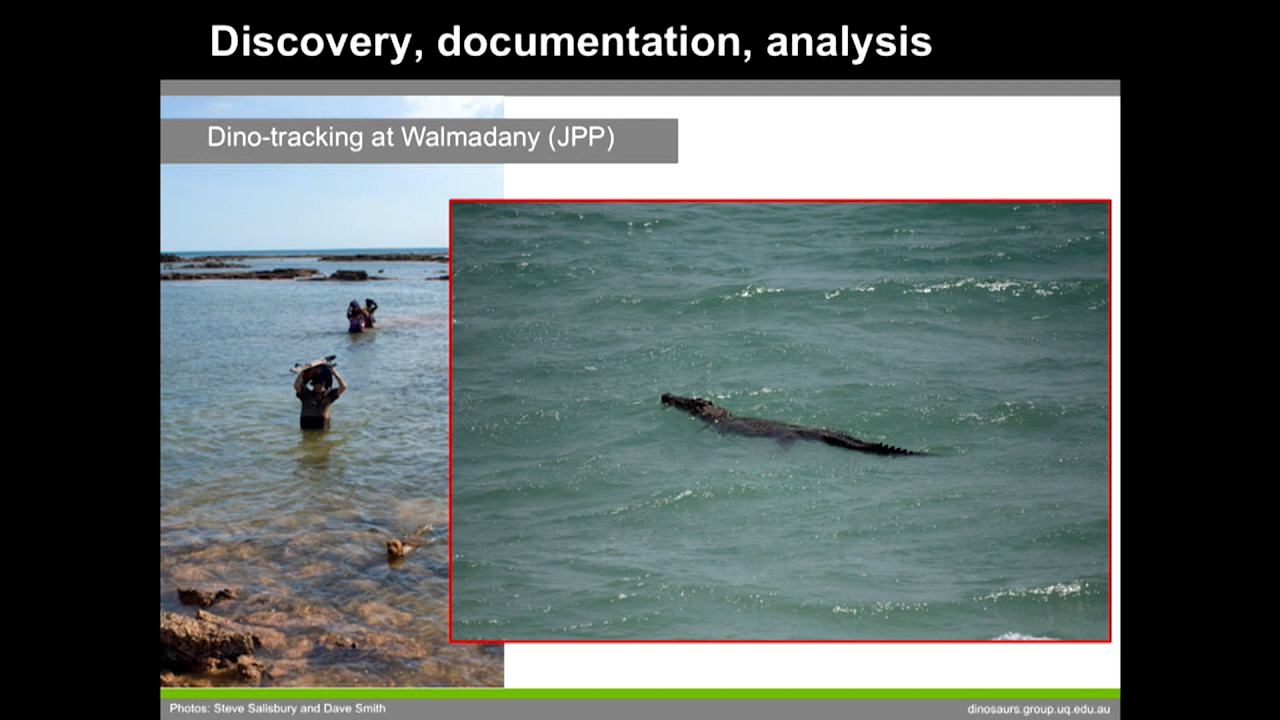 Discovery, documentation, analysis
Dino-tracking at Walmadany (JPP)
Photos: Steve Salisbury and Dave Smith
dinosaurs.group.uq.edu.au